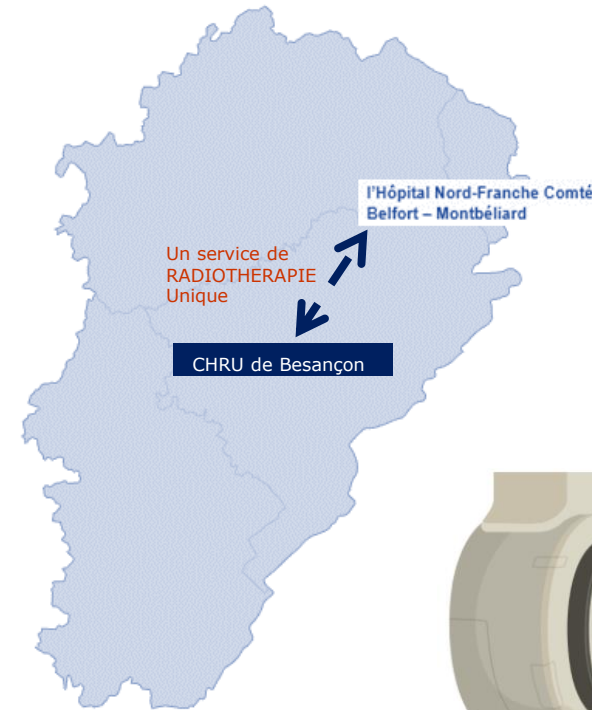 l'Hôpital Nord-Franche Comté
Belfort – Montbéliard
Un service de
RADIOTHERAPIE
Unique
CHRU de Besançon